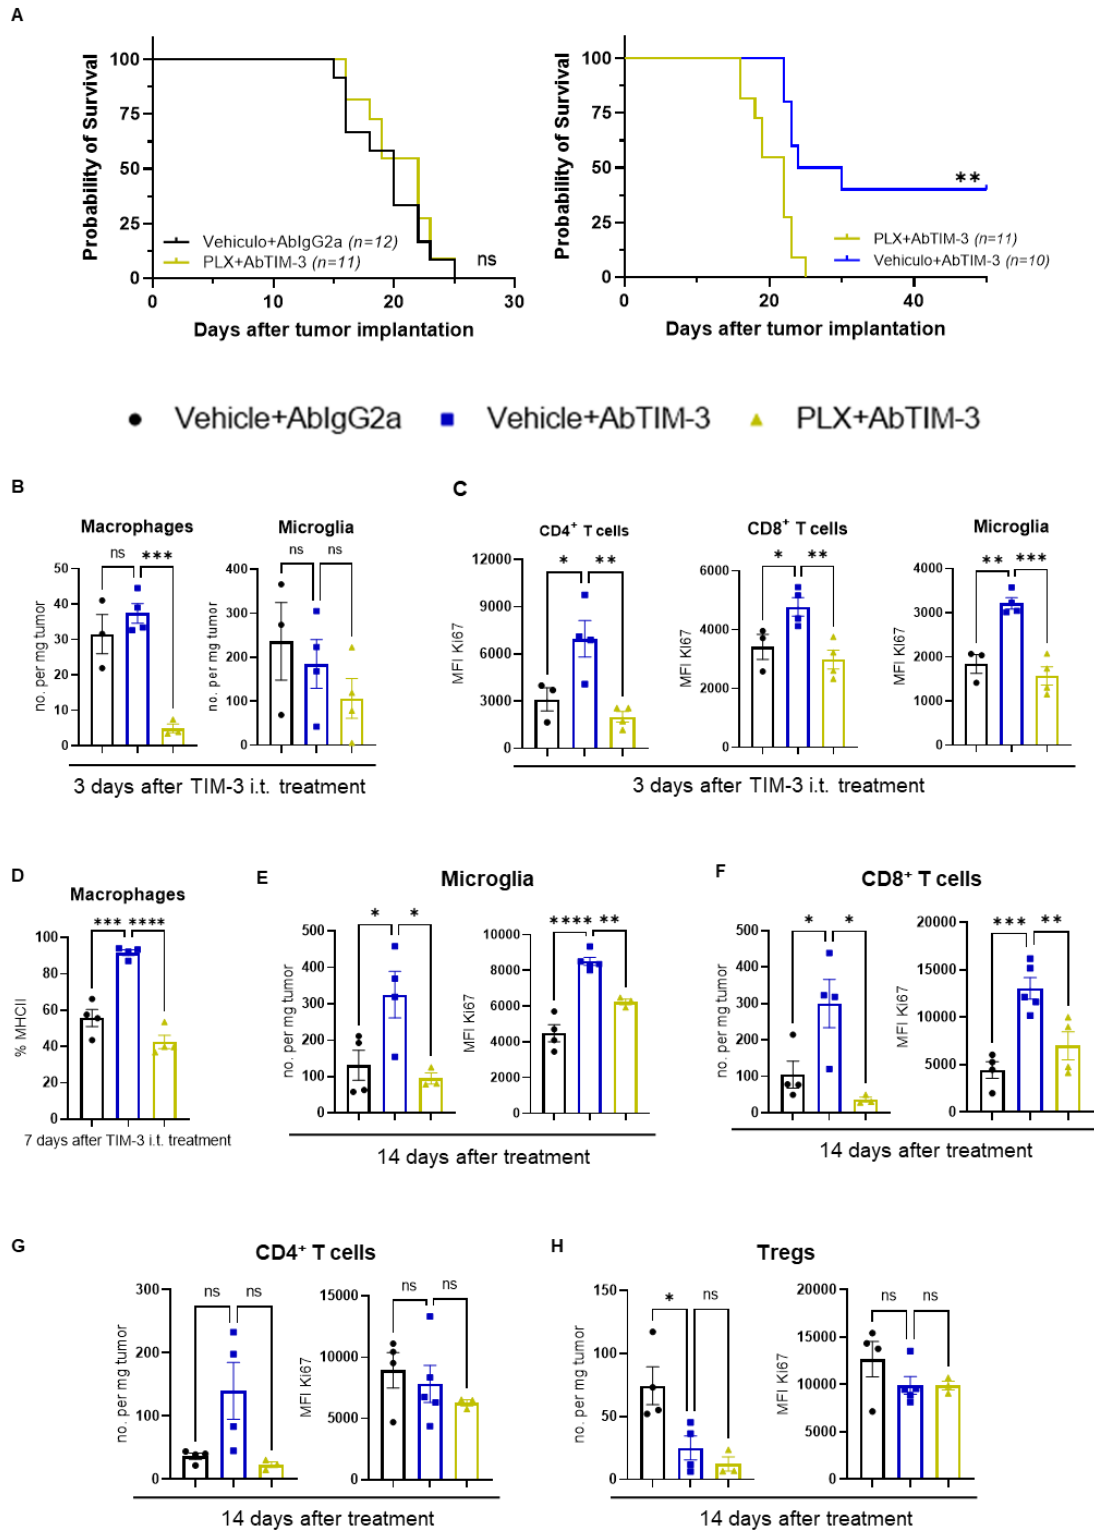 A
Probability of Survival
100
75
50
25
0
Vehiculo+AbIgG2a (n=12)
PLX+AbTIM-3 (n=11)
ns
0 10 20 30
Days after tumor implantation
Probability of Survival
100
75
50
25
0
**
PLX+AbTIM-3 (n=11)
Vehiculo+AbTIM-3 (n=10)
0 20 40
Days after tumor implantation
Vehicle+AbIgG2a Vehicle+AbTIM-3 PLX+AbTIM-3
B
Macrophages
ns ***
no. per mg tumor
50
40
30
20
10
0
Microglia
ns ns
no. per mg tumor
400
300
200
100
0
3 days after TIM-3 i.t. treatment
C
CD4+ T cells
* **
MFI Ki67
12000
9000
6000
3000
0
CD8+ T cells
* **
MFI Ki67
6000
4000
2000
0
Microglia
** ***
MFI Ki67
4000
3000
2000
1000
0
3 days after TIM-3 i.t. treatment
D
Macrophages
*** ****
% MHCII
100
80
60
40
20
0
7 days after TIM-3 i.t. treatment
E
Microglia
* *
no. per mg tumor
500
400
300
200
100
0
**** **
MFI Ki67
10000
8000
6000
4000
2000
0
14 days after treatment
F
CD8+ T cells
* *
no. per mg tumor
500
400
300
200
100
0
*** **
MFI Ki67
20000
15000
10000
5000
0
14 days after treatment
G
CD4+ T cells
ns ns
no. per mg tumor
300
200
100
0
ns ns
MFI Ki67
15000
10000
5000
0
14 days after treatment
H
Tregs
* ns
no. per mg tumor
150
100
50
0
ns ns
MFI Ki67
20000
15000
10000
5000
0
14 days after treatment